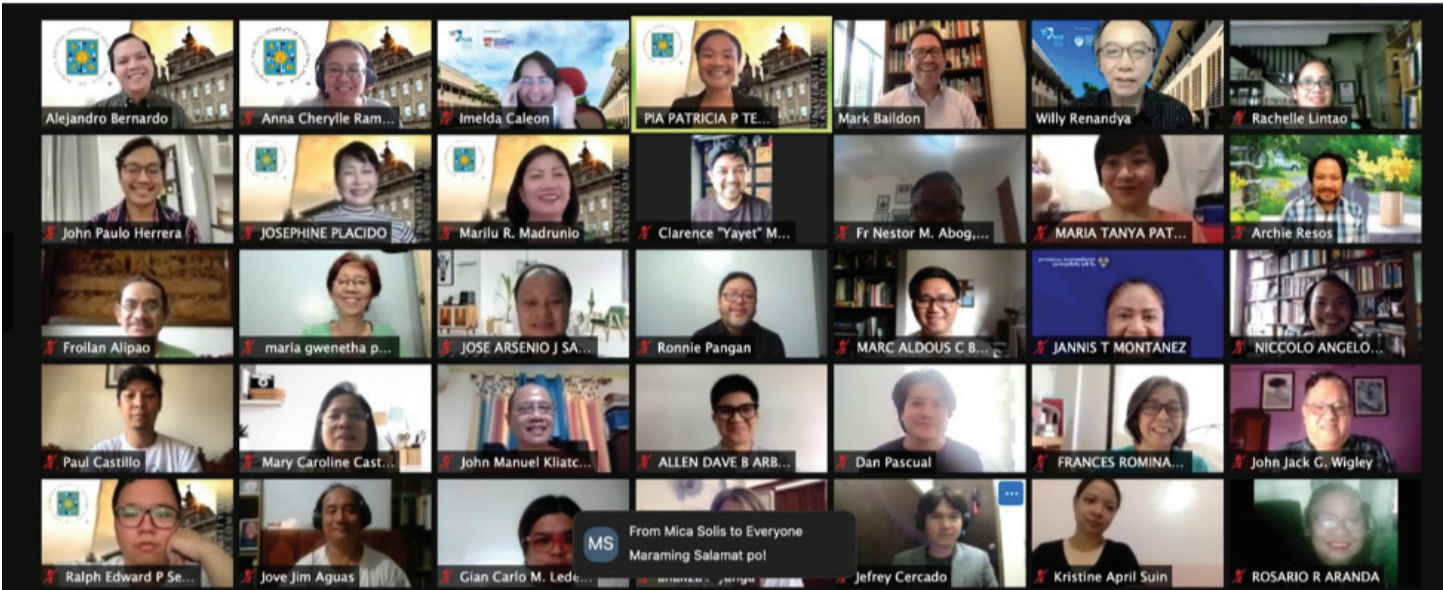 Alejandro Bernardo
Anna Cherylle Ram...
Imelda Caleon
PIA PATRICIA P TE...
Mark Baildon
Willy Renandya
Rachelle Lintao
John Paulo Herrera
JOSEPHINE PLACIDO
Marilu R. Madrunio
Clarence "Yayet" M...
Fr Nestor M. Abog,...
MARIA TANYA PAT...
Archie Resos
Froilan Alipao
maria gwenetha p...
JOSE ARSENIO J SA...
Ronnie Pangan
MARC ALDOUS C B...
JANNIS T MONTANEZ
NICCOLO ANGELO...
Paul Castillo
Mary Caroline Cast...
John Manuel Kliatc...
ALLEN DAVE B ARB...
Dan Pascual
FRANCES ROMINA...
John Jack G. Wigley
Ralph Edward P Se...
Jove Jim Aguas
Gian Carlo M. Lede...
MS
From Mica Solis to Everyone
Maraming Salamat po!
Jefrey Cercado
Kristine April Suin
ROSARIO R ARANDA